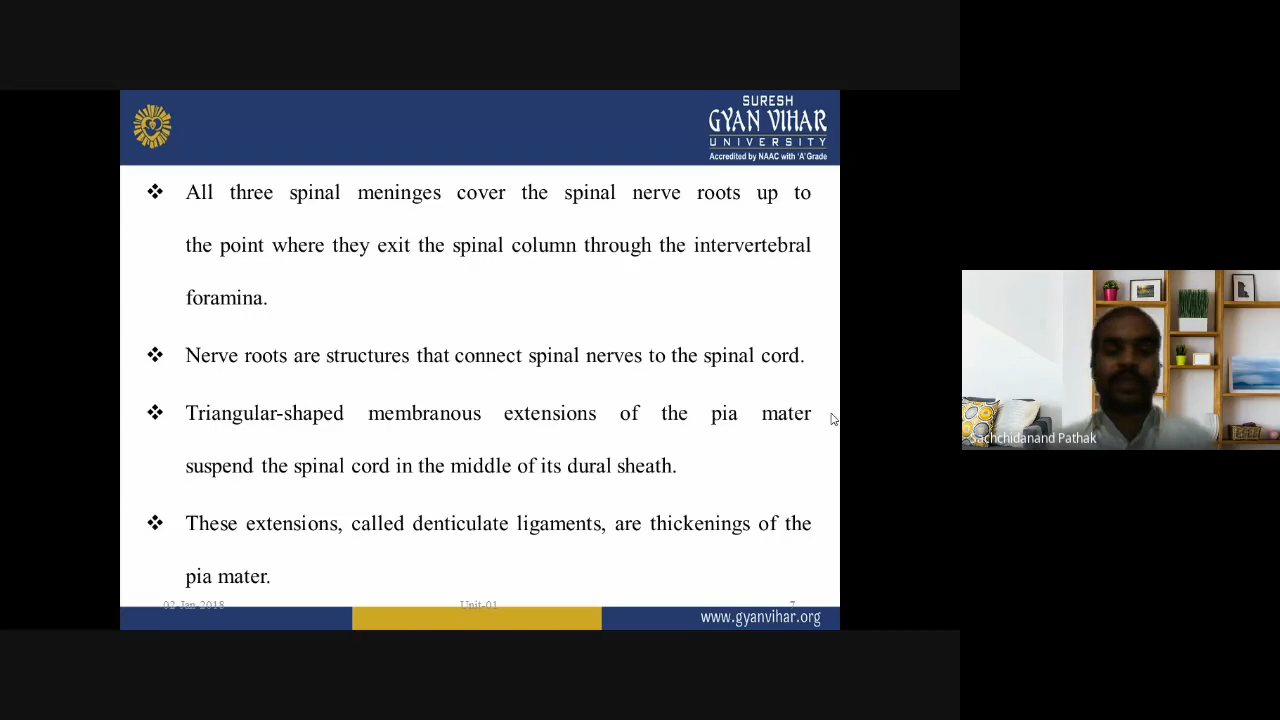 SURESH
GYAN VIHAR
UNIVERSITY
Accredited by NAAC with 'A' Grade
❖ All three spinal meninges cover the spinal nerve roots up to
the point where they exit the spinal column through the intervertebral
foramina.
❖ Nerve roots are structures that connect spinal nerves to the spinal cord.
❖ Triangular-shaped membranous extensions of the pia mater
suspend the spinal cord in the middle of its dural sheath.
❖ These extensions, called denticulate ligaments, are thickenings of the
pia mater.
02 Jan 2018 Unit-01 7
www.gyanvihar.org
Sachchidanand Pathak